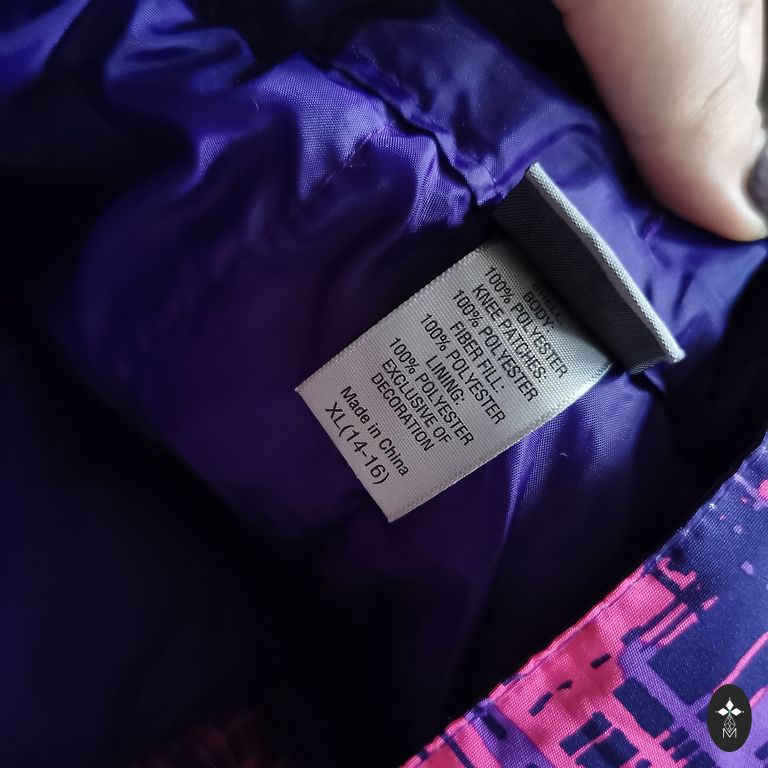 SHELL:
BODY:
100% POLYESTER
KNEE PATCHES:
100% POLYESTER
FIBER FILL:
100% POLYESTER
LINING:
100% POLYESTER
EXCLUSIVE OF
DECORATION
Made in China
XL(14-16)
M